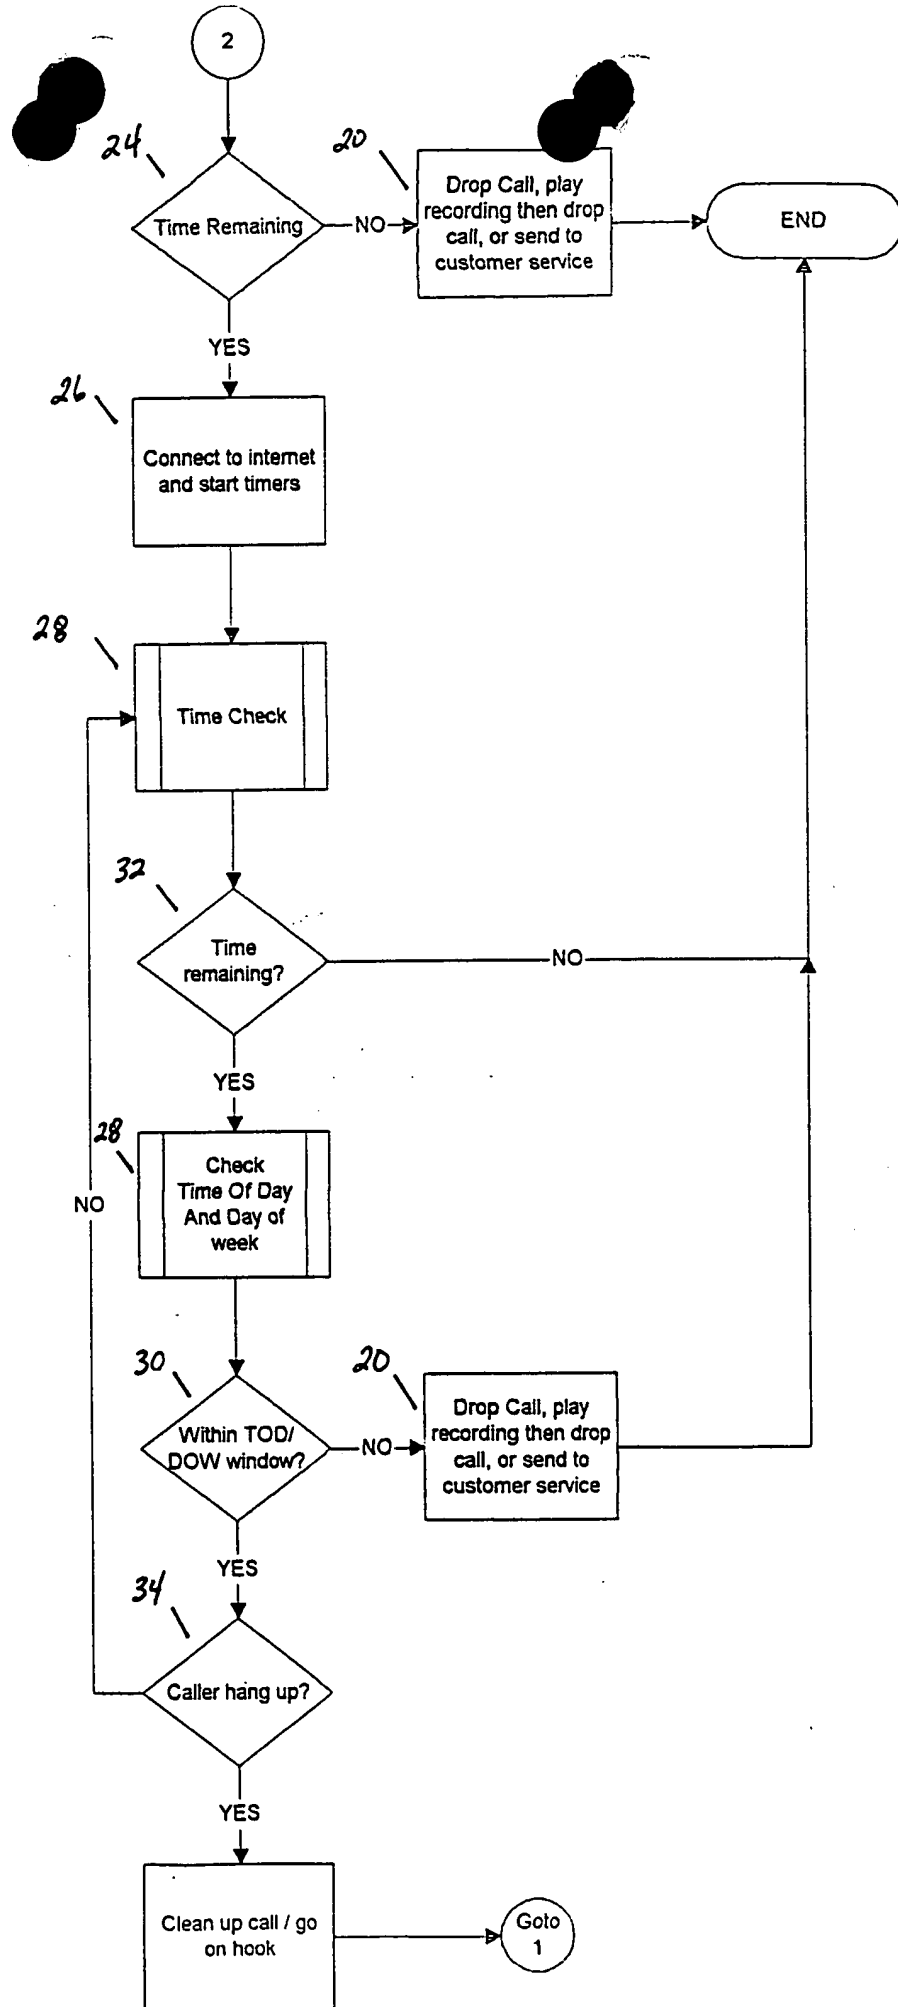 2
24
20
Time Remaining
NO
Drop Call, play
recording then drop
call, or send to
customer service
END
YES
26
Connect to internet
and start timers
28
Time Check
32
Time
remaining?
NO
YES
28
Check
Time Of Day
And Day of
week
NO
30
20
Within TOD/
DOW window?
NO
Drop Call, play
recording then drop
call, or send to
customer service
YES
34
Caller hang up?
YES
Clean up call / go
on hook
Goto
1